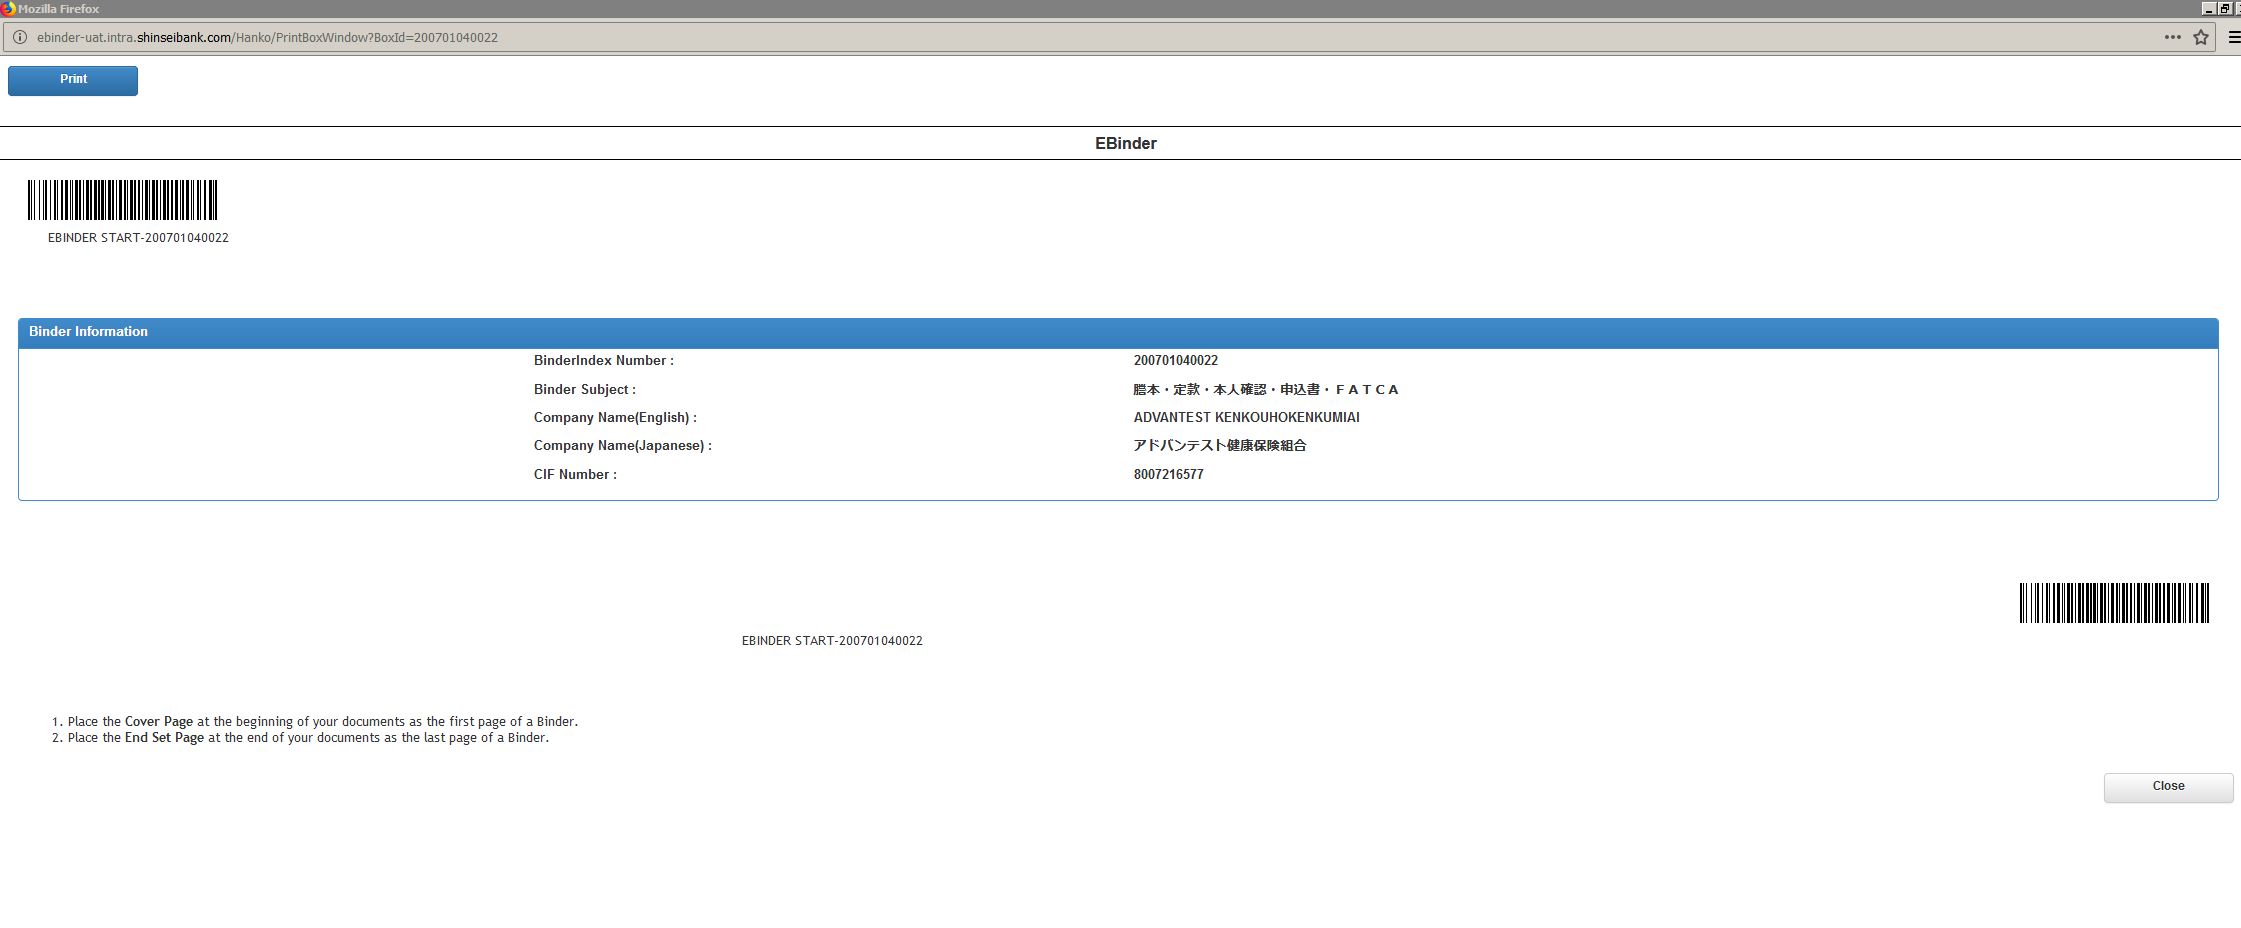 Mozilla Firefox
ebinder-uat.intra.shinseibank.com/Hanko/PrintBoxWindow?BoxId=200701040022
Print
EBinder
EBINDER START-200701040022
Binder Information
BinderIndex Number : 200701040022
Binder Subject : 謄本・定款・本人確認・申込書・ＦＡＴＣＡ
Company Name(English) : ADVANTEST KENKOUHOKENKUMIAI
Company Name(Japanese) : アドバンテスト健康保険組合
CIF Number : 8007216577
EBINDER START-200701040022
1. Place the Cover Page at the beginning of your documents as the first page of a Binder.
2. Place the End Set Page at the end of your documents as the last page of a Binder.
Close